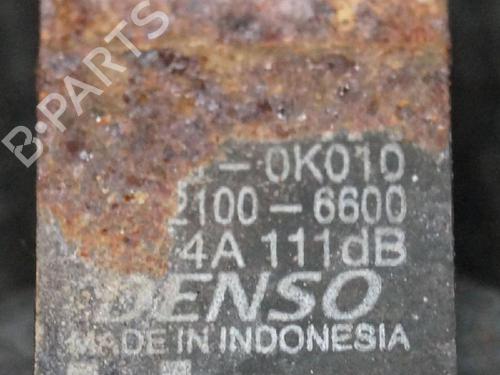 B-PARTS
-0K010
2100-6600
4A 111dB
DENSO
MADE IN INDONESIA